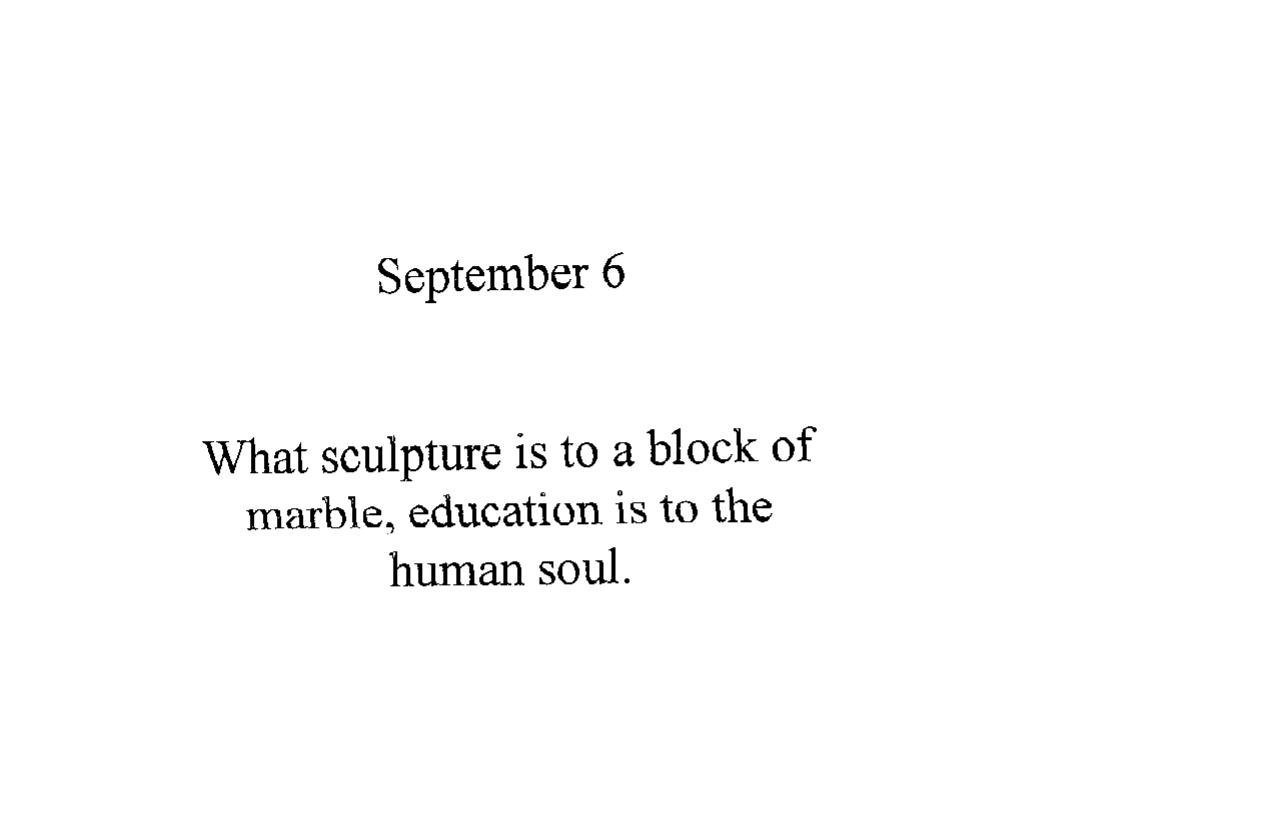 September 6
What sculpture is to a block of
marble, education is to the
human soul.